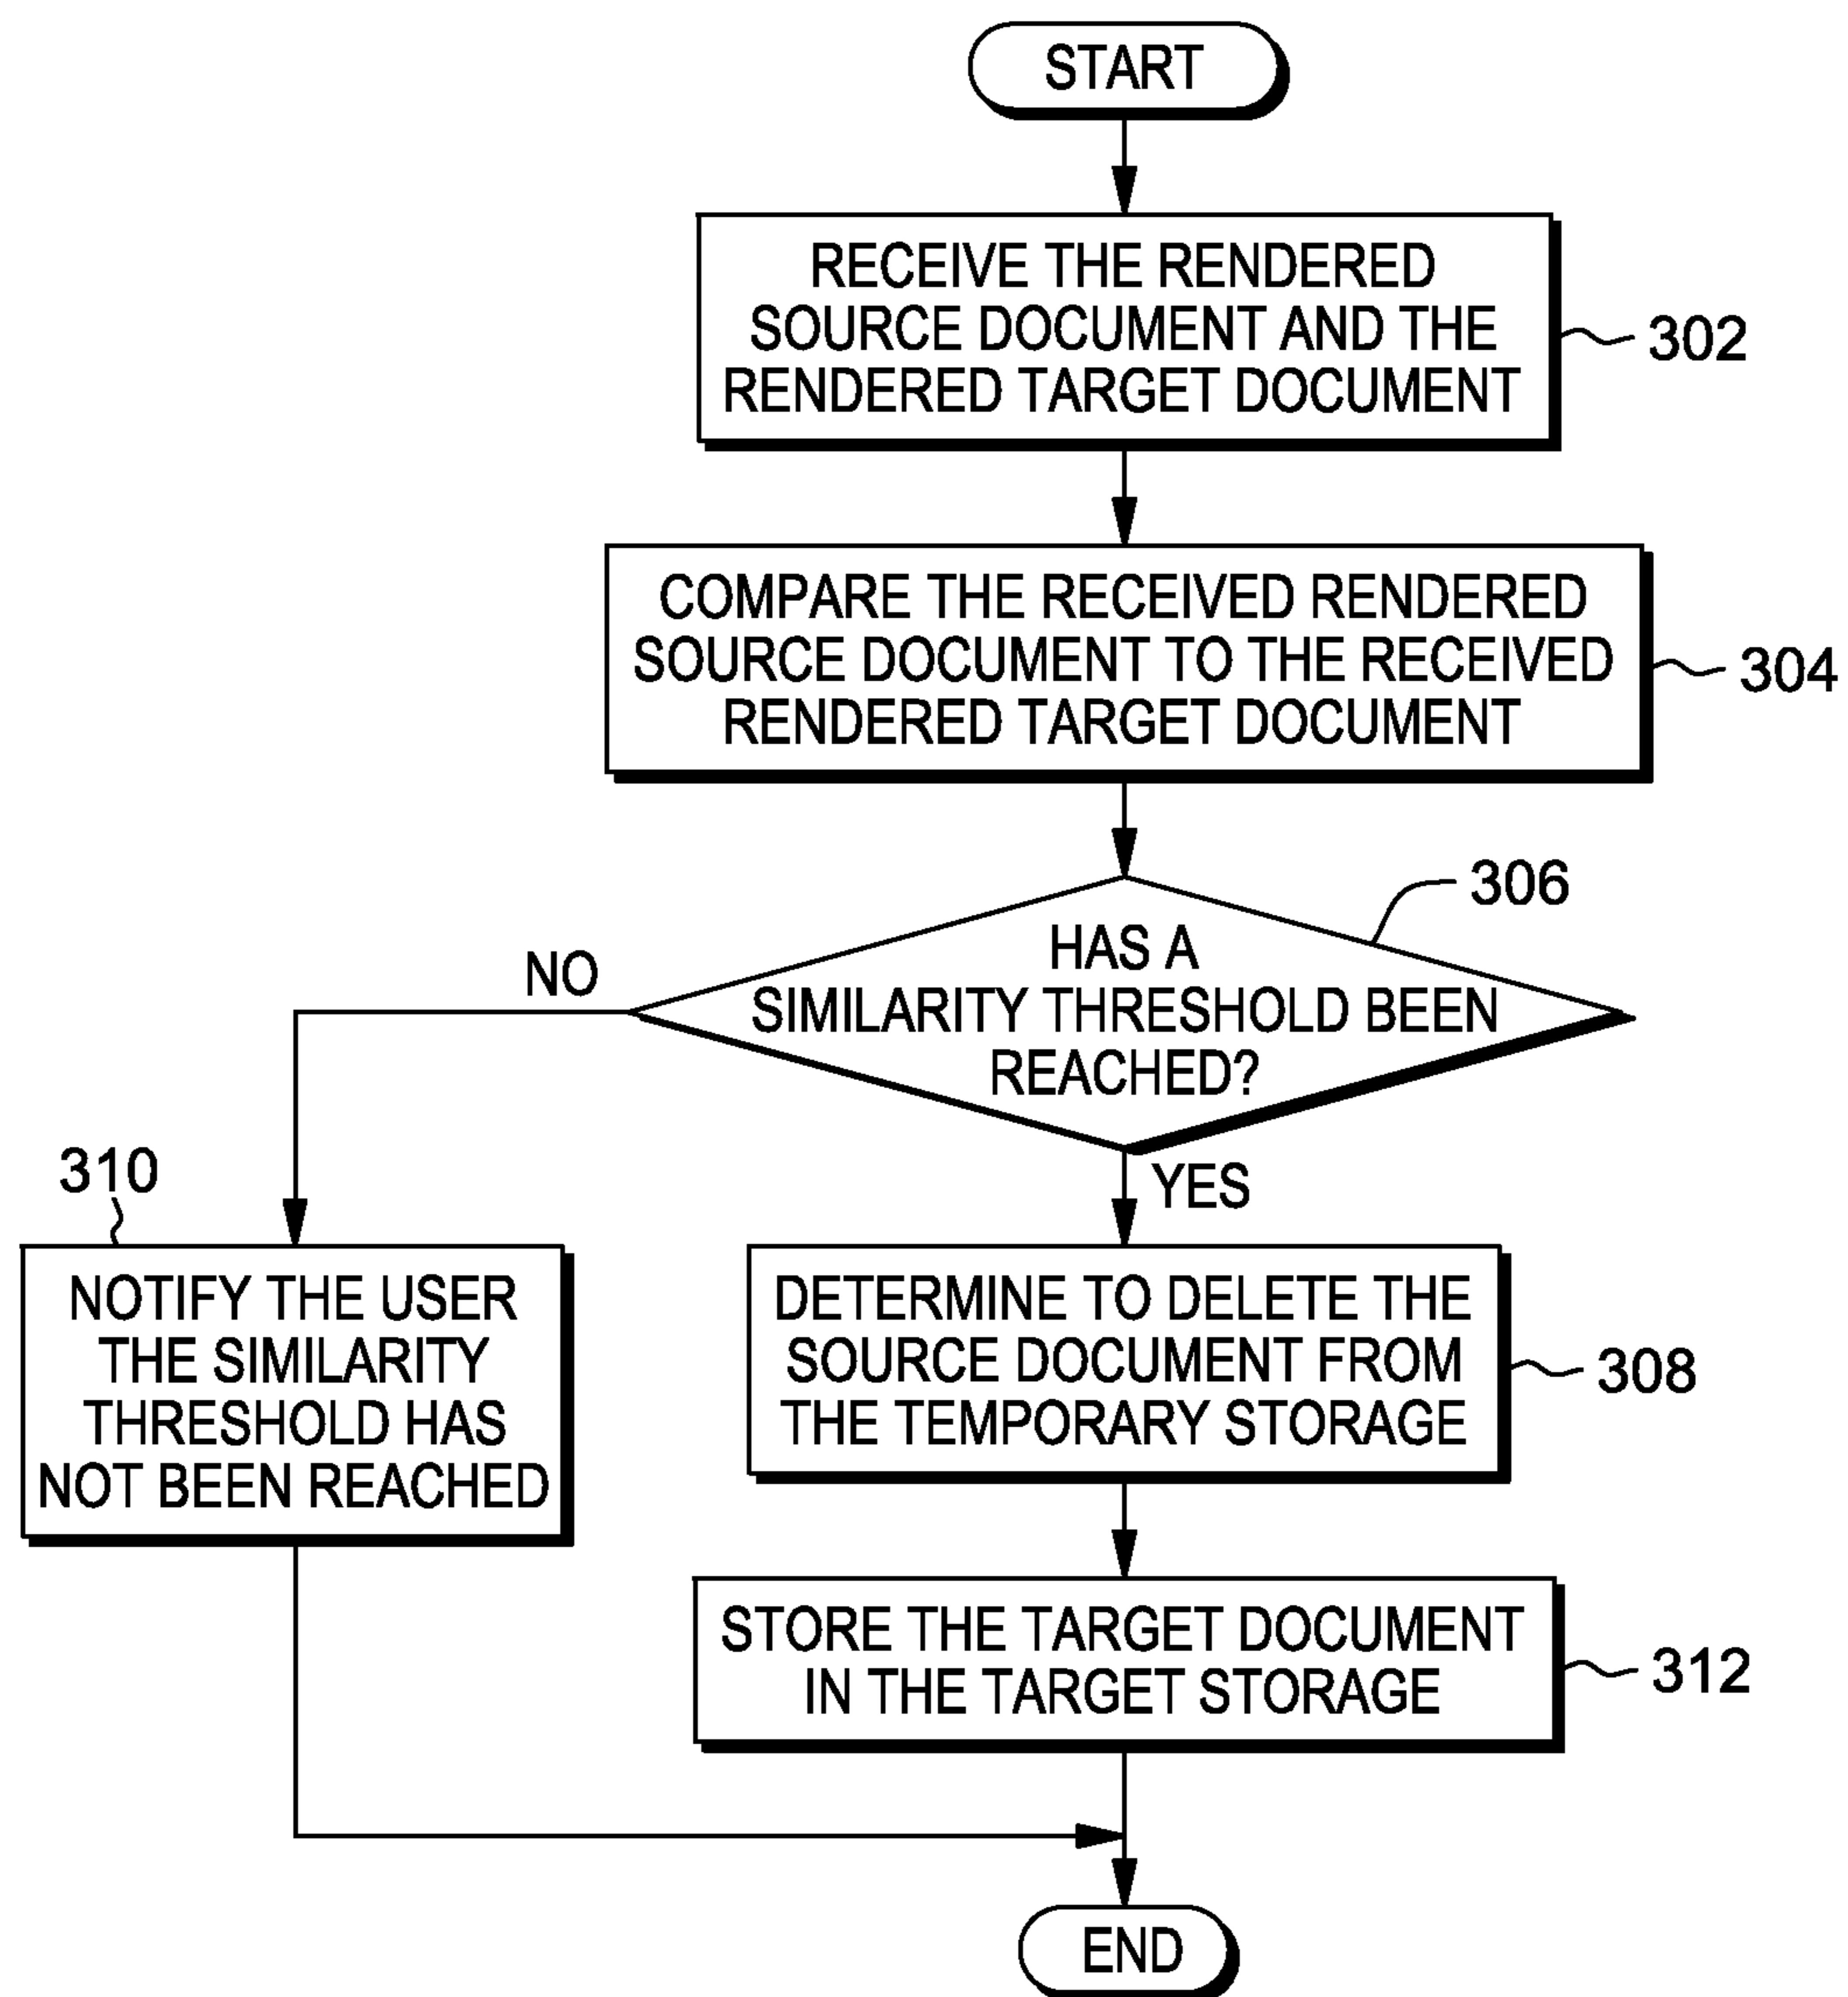 START
RECEIVE THE RENDERED
SOURCE DOCUMENT AND THE
RENDERED TARGET DOCUMENT
302
COMPARE THE RECEIVED RENDERED
SOURCE DOCUMENT TO THE RECEIVED
RENDERED TARGET DOCUMENT
304
306
HAS A
SIMILARITY THRESHOLD BEEN
REACHED?
NO
YES
310
NOTIFY THE USER
THE SIMILARITY
THRESHOLD HAS
NOT BEEN REACHED
DETERMINE TO DELETE THE
SOURCE DOCUMENT FROM
THE TEMPORARY STORAGE
308
STORE THE TARGET DOCUMENT
IN THE TARGET STORAGE
312
END